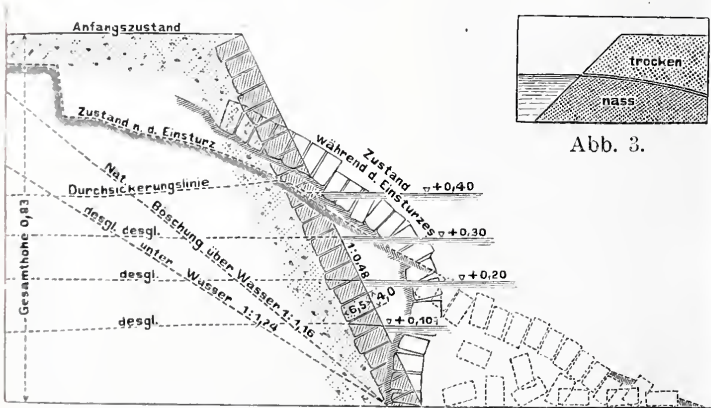 Anfangszustand
trocken
nass
Abb. 3.
Zustand n. d. Einsturz
Zustand
während d. Einsturzes
Durchsickerungslinie
+0,40
Gesamthöhe 0,83
Nat. Böschung über Wasser 1:1,16
desgl. unter Wasser 1:1,24
desgl. desgl.
+0,30
1:0,48
desgl.
+0,20
6,5
4,0
desgl.
+0,10